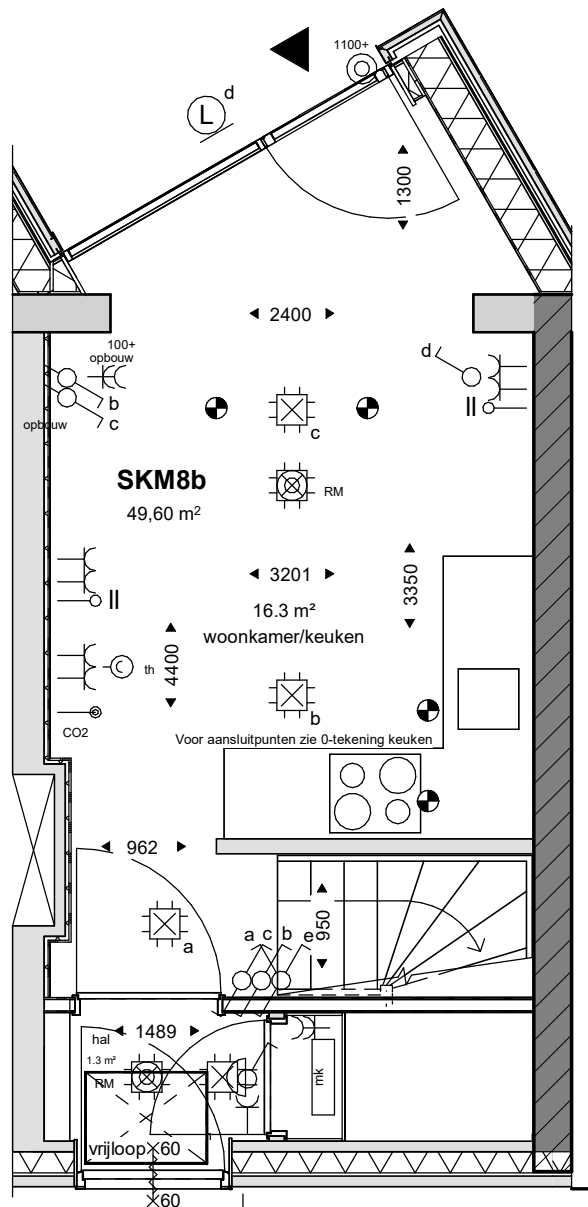 1100+
d
L
1300
2400
100+
opbouw
b
c
opbouw
d
II
c
SKM8b
49,60 m²
RM
3201
3350
16.3 m²
woonkamer/keuken
II
4400
th
CO2
b
Voor aansluitpunten zie 0-tekening keuken
962
950
a
a c b e
hal
1489
1.3 m²
RM
mk
vrijloop 60
60